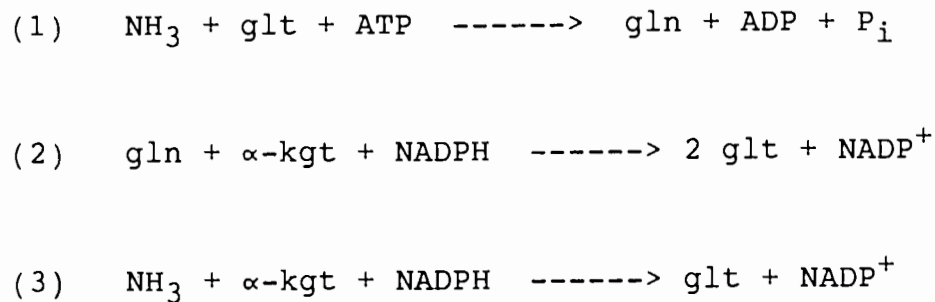 (1) NH₃ + glt + ATP ------> gln + ADP + Pᵢ
(2) gln + α-kgt + NADPH ------> 2 glt + NADP⁺
(3) NH₃ + α-kgt + NADPH ------> glt + NADP⁺